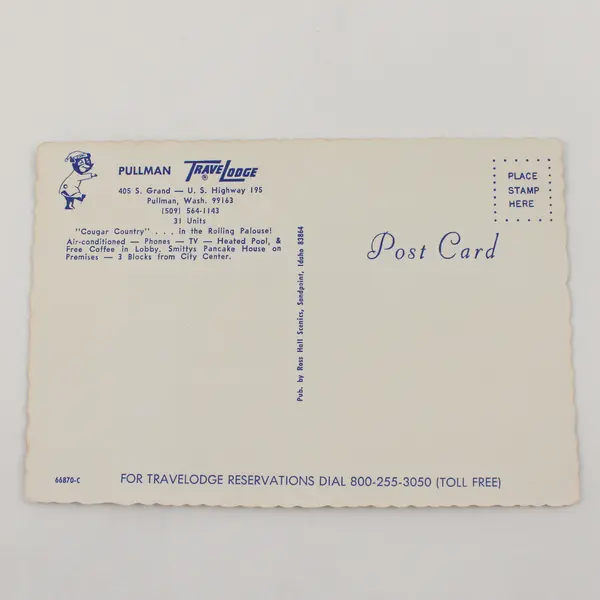 PULLMAN TRAVELODGE ®
405 S. Grand — U. S. Highway 195
Pullman, Wash. 99163
(509) 564-1143
31 Units
"Cougar Country" . . . in the Rolling Palouse!
Air-conditioned — Phones — TV — Heated Pool, &
Free Coffee in Lobby. Smittys Pancake House on
Premises — 3 Blocks from City Center.
Pub. by Ross Hall Scenics, Sandpoint, Idaho 83864
PLACE
STAMP
HERE
Post Card
66870-C
FOR TRAVELODGE RESERVATIONS DIAL 800-255-3050 (TOLL FREE)